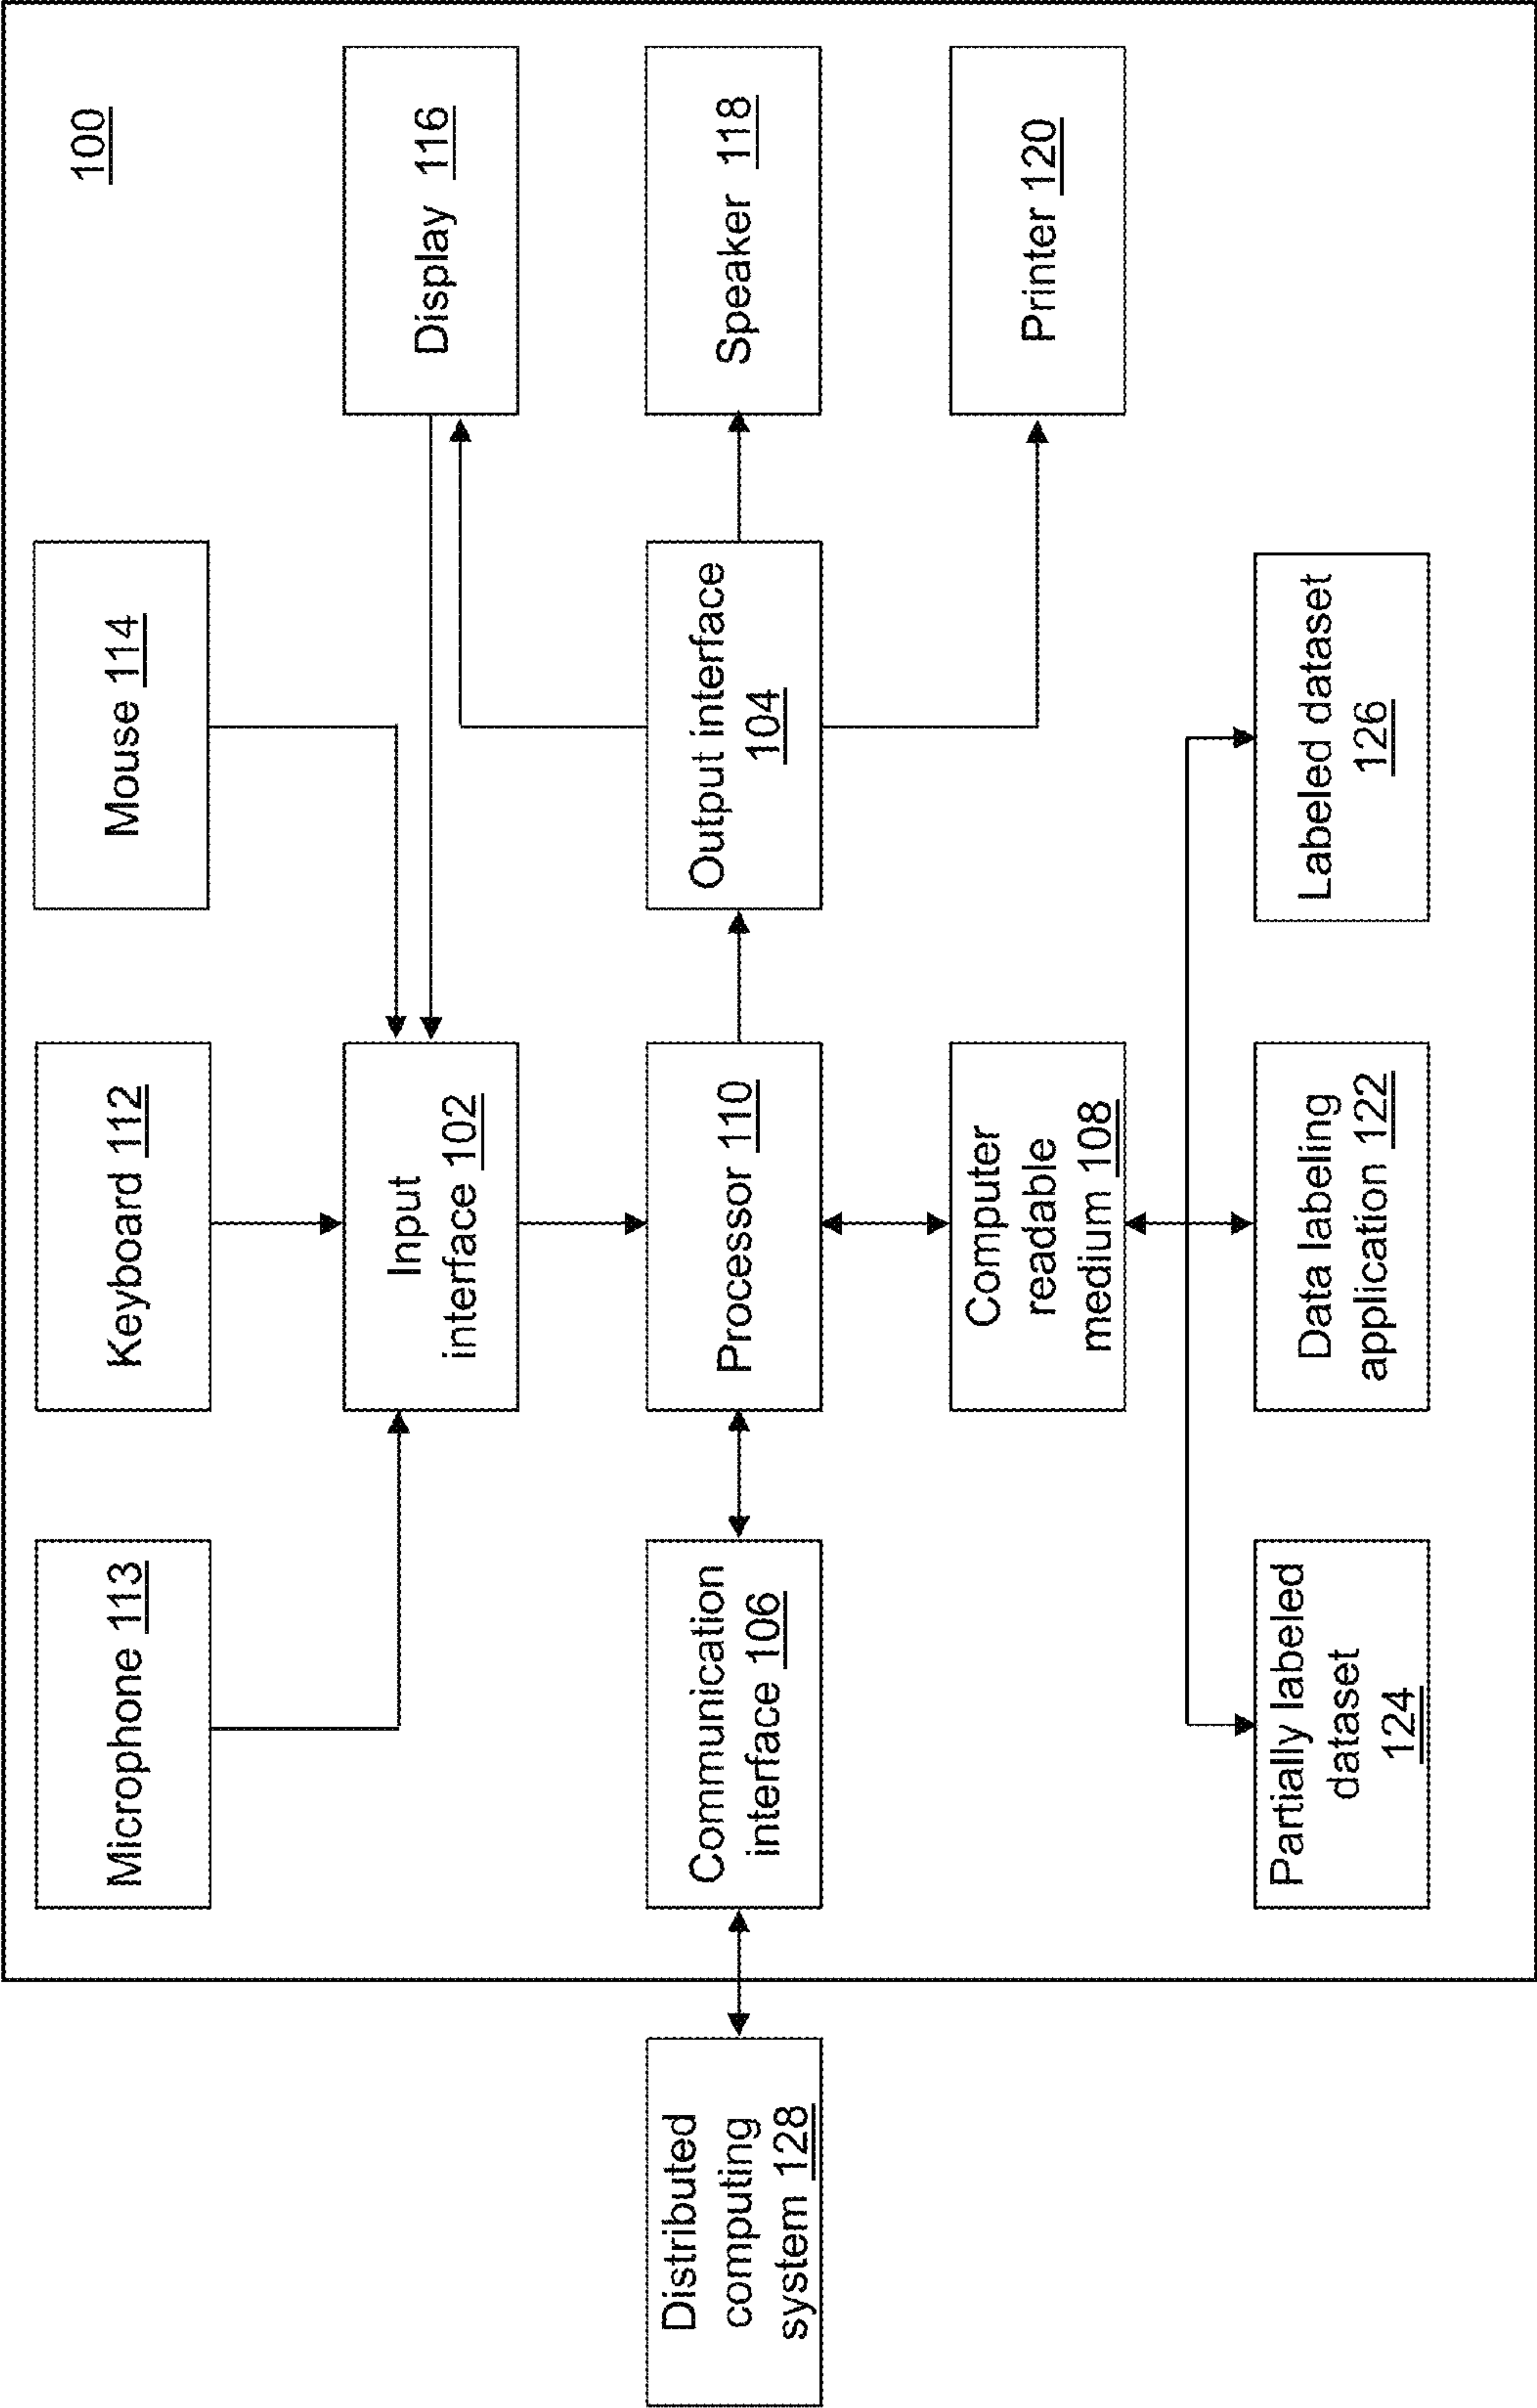 100
Microphone 113
Keyboard 112
Mouse 114
Input
interface 102
Display 116
Distributed
computing
system 128
Communication
interface 106
Processor 110
Output interface
104
Speaker 118
Computer
readable
medium 108
Printer 120
Partially labeled
dataset
124
Data labeling
application 122
Labeled dataset
126